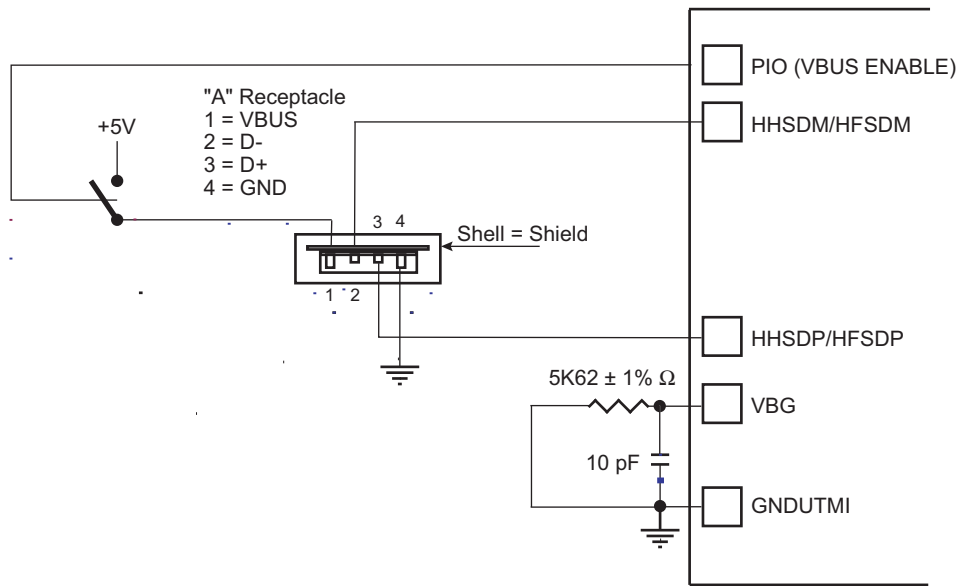 PIO (VBUS ENABLE)
"A" Receptacle
1 = VBUS
2 = D-
3 = D+
4 = GND
+5V
HHSDM/HFSDM
3 4
Shell = Shield
1 2
HHSDP/HFSDP
5K62 ± 1% Ω
VBG
10 pF
GNDUTMI